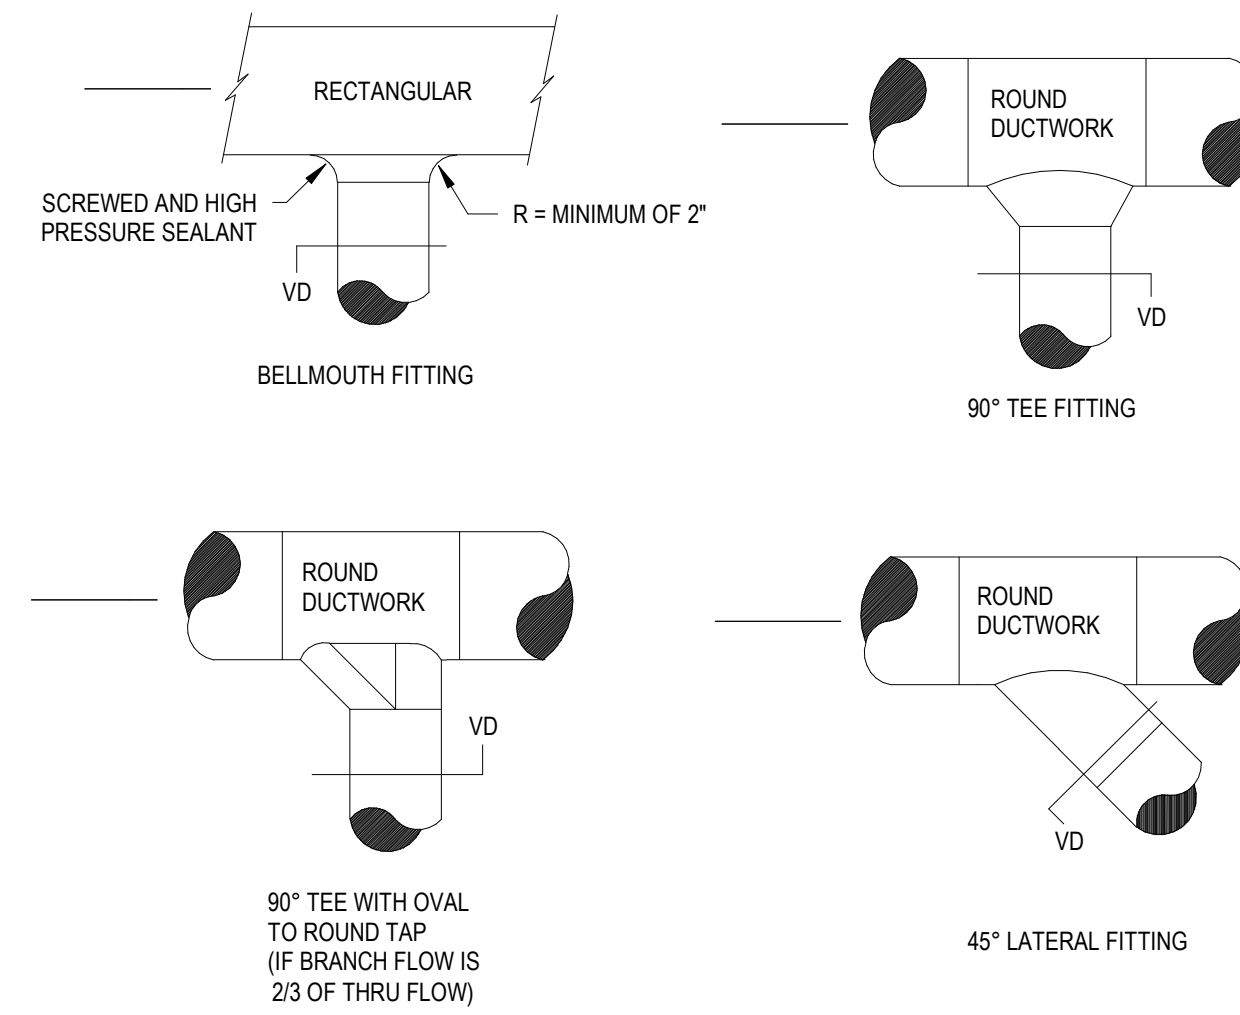 RECTANGULAR
SCREWED AND HIGH
PRESSURE SEALANT
R = MINIMUM OF 2"
VD
BELLMOUTH FITTING
ROUND
DUCTWORK
VD
90° TEE FITTING
ROUND
DUCTWORK
VD
90° TEE WITH OVAL
TO ROUND TAP
(IF BRANCH FLOW IS
2/3 OF THRU FLOW)
ROUND
DUCTWORK
VD
45° LATERAL FITTING